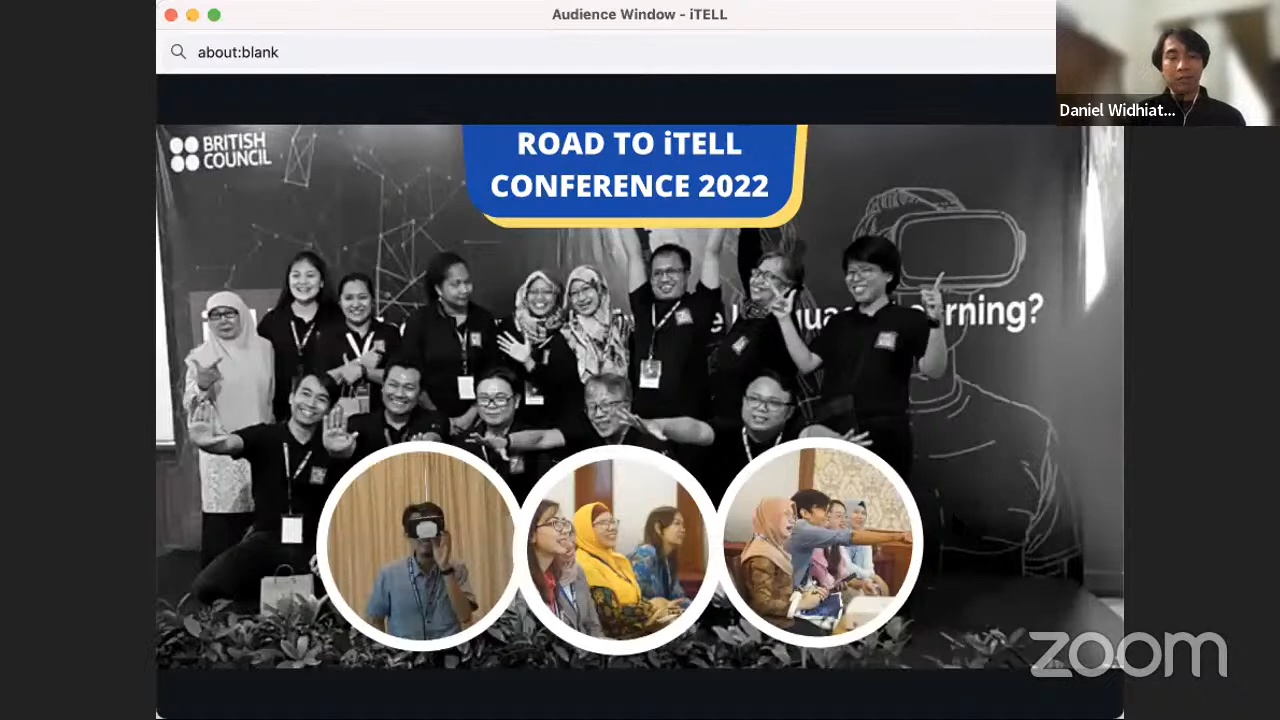 Audience Window - iTELL
about:blank
Daniel Widhiat...
BRITISH
COUNCIL
ROAD TO iTELL
CONFERENCE 2022
rning?
zoom